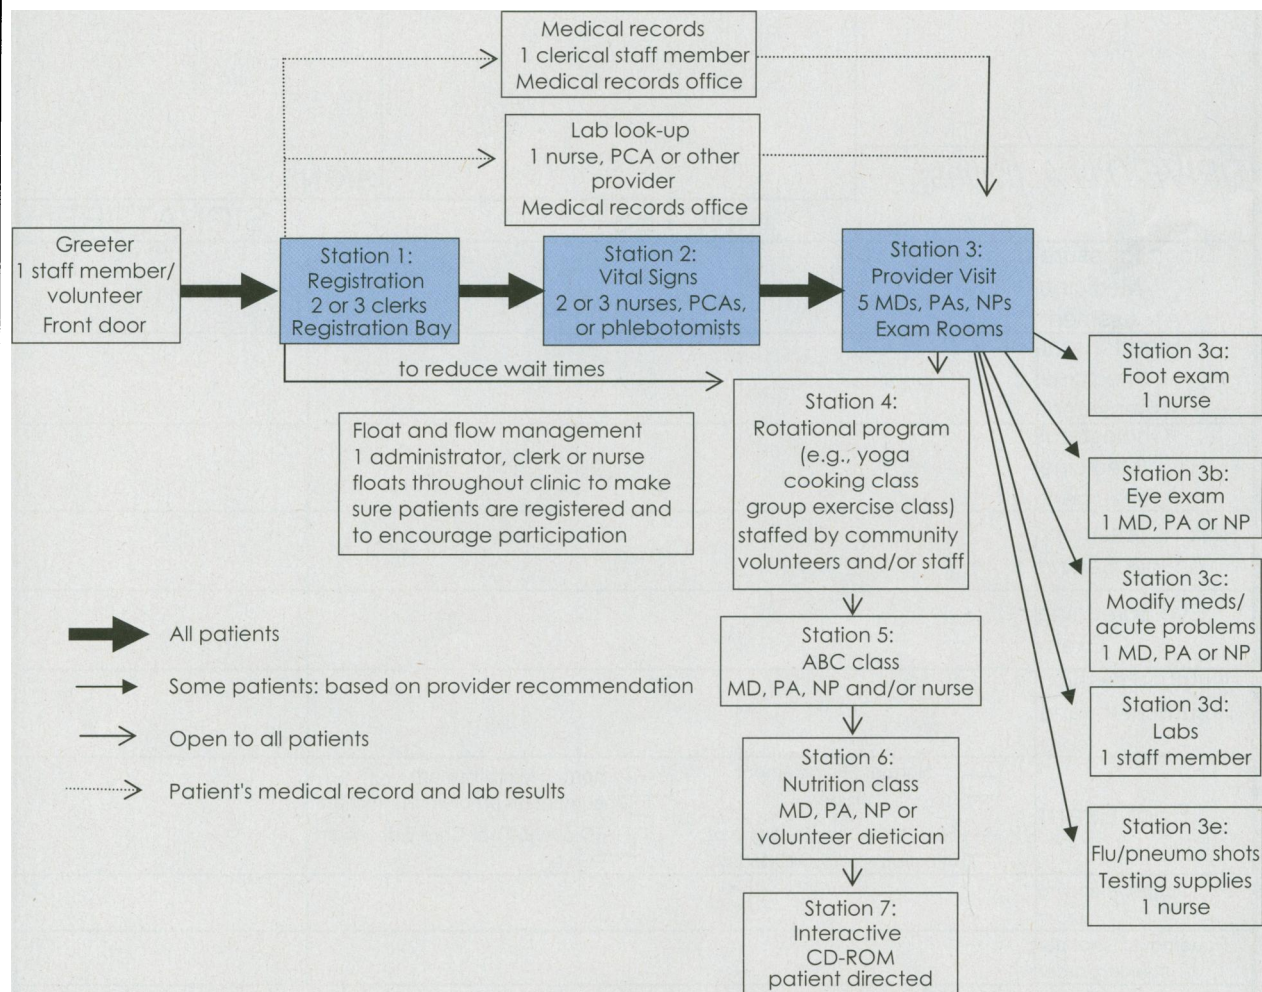 Medical records
1 clerical staff member
Medical records office
Lab look-up
1 nurse, PCA or other
provider
Medical records office
Greeter
1 staff member/
volunteer
Front door
Station 1:
Registration
2 or 3 clerks
Registration Bay
Station 2:
Vital Signs
2 or 3 nurses, PCAs,
or phlebotomists
Station 3:
Provider Visit
5 MDs, PAs, NPs
Exam Rooms
to reduce wait times
Float and flow management
1 administrator, clerk or nurse
floats throughout clinic to make
sure patients are registered and
to encourage participation
Station 4:
Rotational program
(e.g., yoga
cooking class
group exercise class)
staffed by community
volunteers and/or staff
Station 5:
ABC class
MD, PA, NP and/or nurse
Station 6:
Nutrition class
MD, PA, NP or
volunteer dietician
Station 7:
Interactive
CD-ROM
patient directed
Station 3a:
Foot exam
1 nurse
Station 3b:
Eye exam
1 MD, PA or NP
Station 3c:
Modify meds/
acute problems
1 MD, PA or NP
Station 3d:
Labs
1 staff member
Station 3e:
Flu/pneumo shots
Testing supplies
1 nurse
All patients
Some patients: based on provider recommendation
Open to all patients
Patient's medical record and lab results